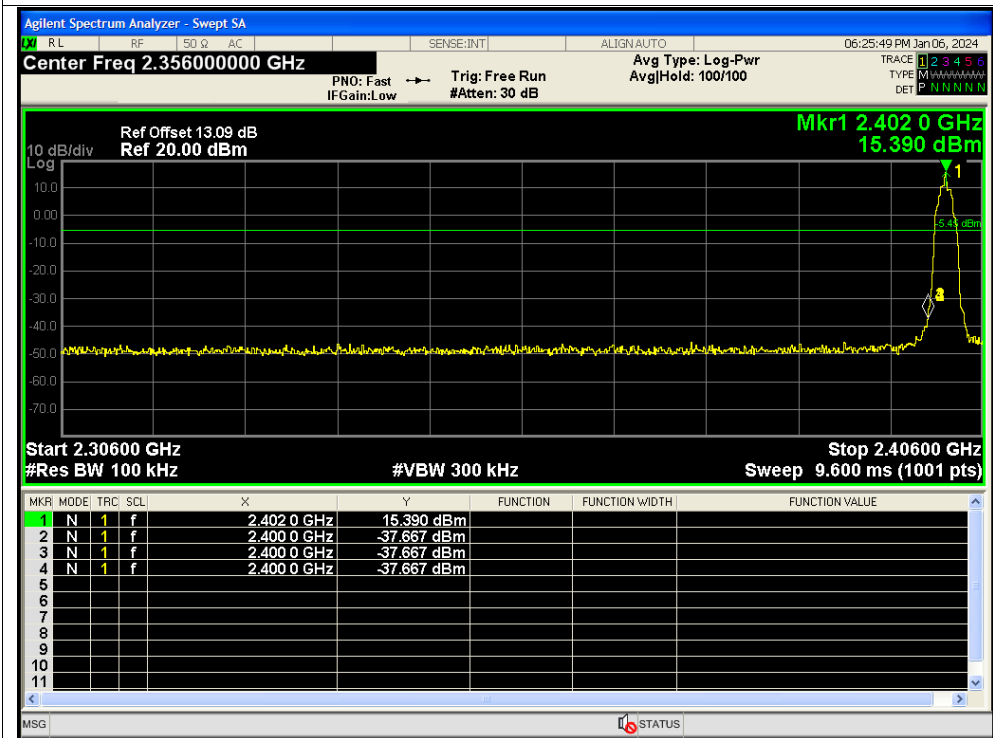 Agilent Spectrum Analyzer - Swept SA
LXI RL RF 50 Ω AC SENSE:INT ALIGNAUTO 06:25:49 PM Jan 06, 2024
Center Freq 2.356000000 GHz
PNO: Fast
IFGain:Low
Trig: Free Run
#Atten: 30 dB
Avg Type: Log-Pwr
Avg|Hold: 100/100
TRACE 1 2 3 4 5 6
TYPE M WWWWW
DET P N N N N N
Ref Offset 13.09 dB
Ref 20.00 dBm
10 dB/div
Log
Mkr1 2.402 0 GHz
15.390 dBm
1
10.0
0.00
-5.45 dBm
-10.0
-20.0
-30.0
-40.0
-50.0
-60.0
-70.0
Start 2.30600 GHz Stop 2.40600 GHz
#Res BW 100 kHz #VBW 300 kHz Sweep 9.600 ms (1001 pts)
MKR MODE TRC SCL X Y FUNCTION FUNCTION WIDTH FUNCTION VALUE
1 N 1 f 2.402 0 GHz 15.390 dBm
2 N 1 f 2.400 0 GHz -37.667 dBm
3 N 1 f 2.400 0 GHz -37.667 dBm
4 N 1 f 2.400 0 GHz -37.667 dBm
5
6
7
8
9
10
11
MSG STATUS